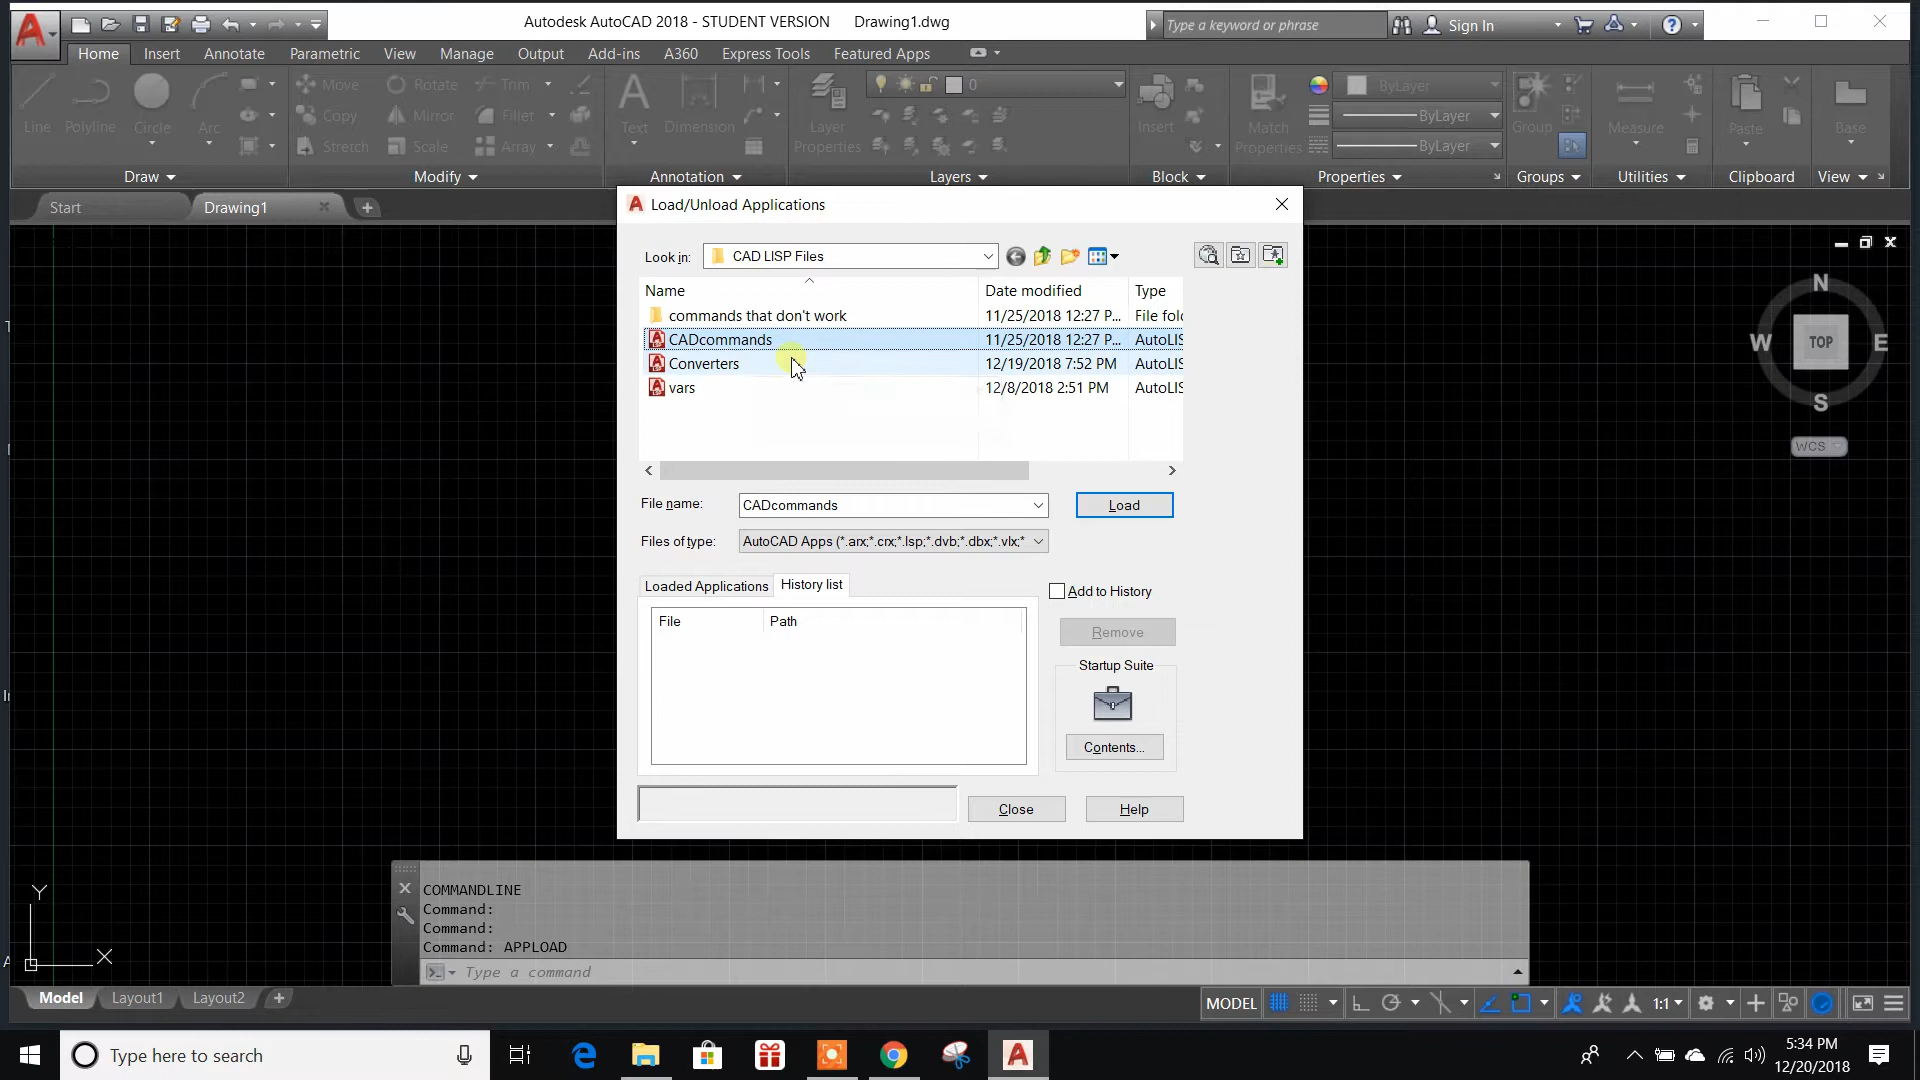 Autodesk AutoCAD 2018 - STUDENT VERSION Drawing1.dwg
Type a keyword or phrase
Sign In
Home Insert Annotate Parametric View Manage Output Add-ins A360 Express Tools Featured Apps
Line Polyline Circle Arc
Move Rotate Trim
Copy Mirror Fillet
Stretch Scale Array
Text Dimension
Layer
Properties
0
Insert
Match
Properties
ByLayer
ByLayer
ByLayer
Group
Measure
Paste
Base
Draw Modify Annotation Layers Block Properties Groups Utilities Clipboard View
Start Drawing1
Load/Unload Applications
Look in: CAD LISP Files
Name Date modified Type
commands that don't work 11/25/2018 12:27 P... File fol
CADcommands 11/25/2018 12:27 P... AutoLIS
Converters 12/19/2018 7:52 PM AutoLIS
vars 12/8/2018 2:51 PM AutoLIS
File name: CADcommands Load
Files of type: AutoCAD Apps (*.arx;*.crx;*.lsp;*.dvb;*.dbx;*.vlx;*
Loaded Applications History list
Add to History
File Path
Remove
Startup Suite
Contents...
Close Help
N
W TOP E
S
WCS
COMMANDLINE
Command:
Command:
Command: APPLOAD
Type a command
Y
X
Model Layout1 Layout2
MODEL 1:1
Type here to search
5:34 PM
12/20/2018